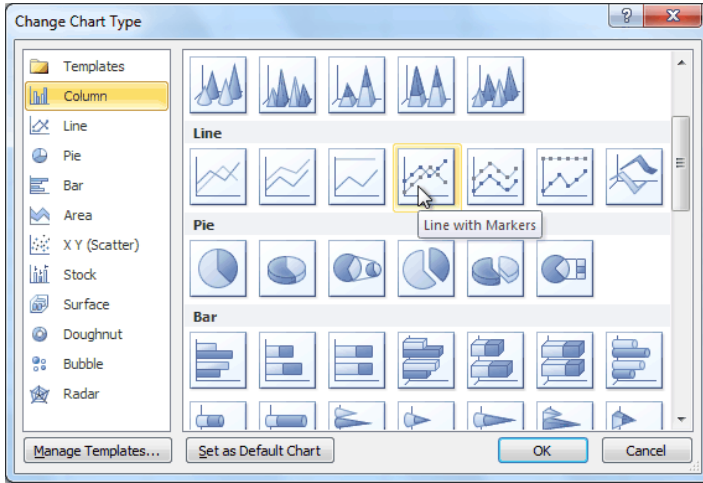 Change Chart Type
Templates
Column
Line
Pie
Bar
Area
X Y (Scatter)
Stock
Surface
Doughnut
Bubble
Radar
Line
Line with Markers
Pie
Bar
Manage Templates...
Set as Default Chart
OK
Cancel